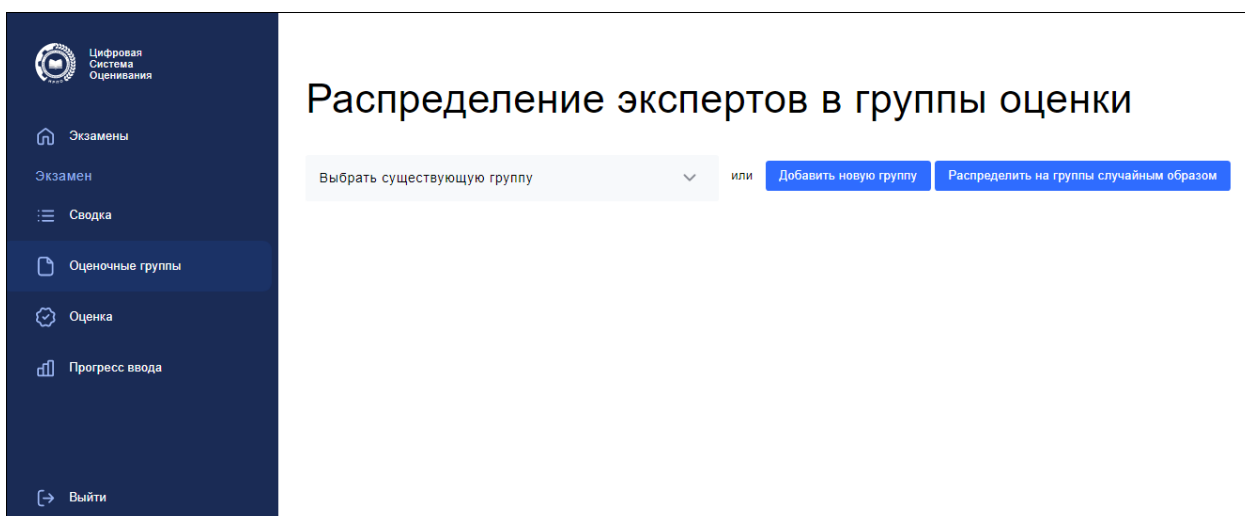 Цифровая
Система
Оценивания
Экзамены
Экзамен
Сводка
Оценочные группы
Оценка
Прогресс ввода
Выйти
Распределение экспертов в группы оценки
Выбрать существующую группу
или
Добавить новую группу
Распределить на группы случайным образом